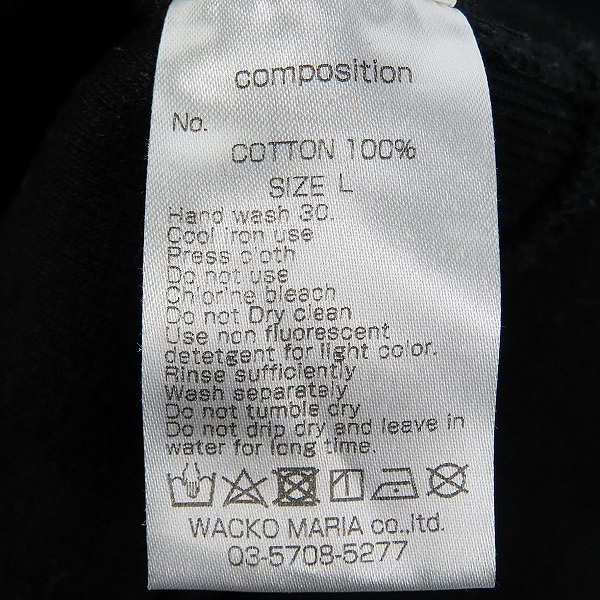 composition
No.
COTTON 100%
SIZE L
Hand wash 30.
Cool iron use
Press cloth
Do not use
Chlorine bleach
Do not Dry clean
Use non fluorescent
detetgent for light color.
Rinse sufficiently
Wash separately
Do not tumble dry
Do not drip dry and leave in
water for long time.
WACKO MARIA co.,ltd.
03-5708-5277